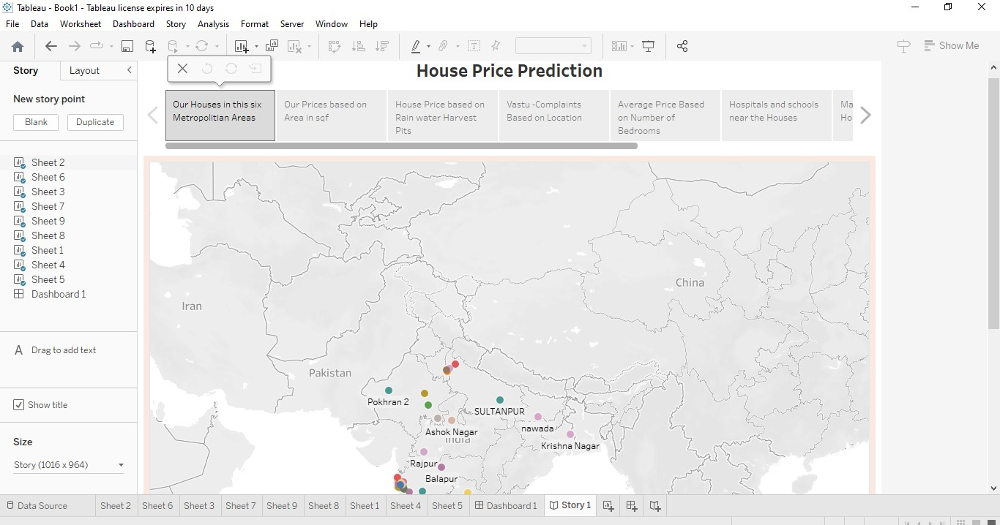 Tableau - Book1 - Tableau license expires in 10 days
File Data Worksheet Dashboard Story Analysis Format Server Window Help
Show Me
Story Layout
New story point
Blank Duplicate
Sheet 2
Sheet 6
Sheet 3
Sheet 7
Sheet 9
Sheet 8
Sheet 1
Sheet 4
Sheet 5
Dashboard 1
A Drag to add text
Show title
Size
Story (1016 x 964)
House Price Prediction
Our Houses in this six
Metropolitian Areas
Our Prices based on
Area in sqf
House Price based on
Rain water Harvest
Pits
Vastu -Complaints
Based on Location
Average Price Based
on Number of
Bedrooms
Hospitals and schools
near the Houses
Ma
Ho
China
Iran
Pakistan
Pokhran 2
SULTANPUR
nawada
Ashok Nagar
India
Krishna Nagar
Rajpur
Balapur
Data Source Sheet 2 Sheet 6 Sheet 3 Sheet 7 Sheet 9 Sheet 8 Sheet 1 Sheet 4 Sheet 5 Dashboard 1 Story 1